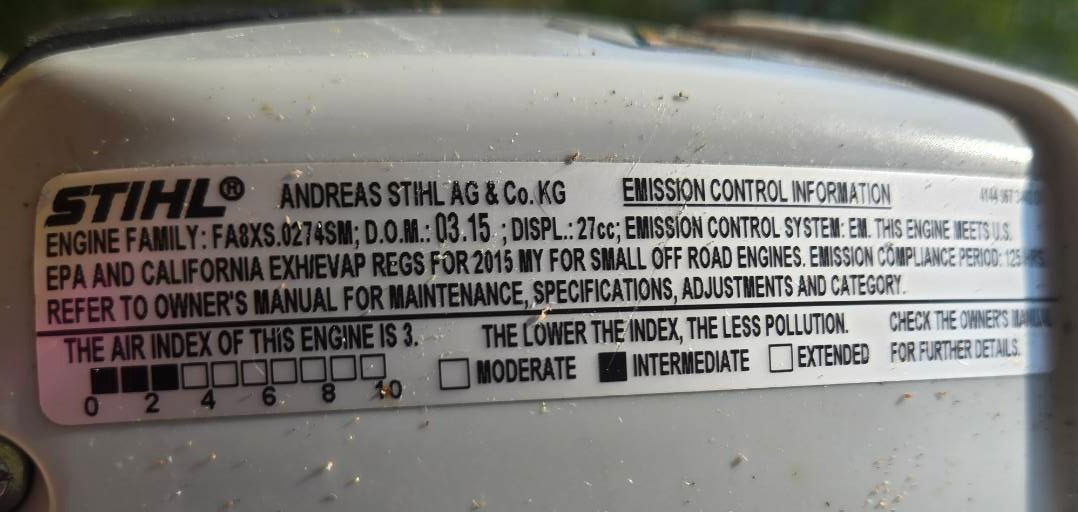 STIHL® ANDREAS STIHL AG & Co. KG EMISSION CONTROL INFORMATION 4144 967
ENGINE FAMILY: FA8XS.0274SM; D.O.M.: 03.15 ; DISPL.: 27cc; EMISSION CONTROL SYSTEM: EM. THIS ENGINE MEETS U.S.
EPA AND CALIFORNIA EXH/EVAP REGS FOR 2015 MY FOR SMALL OFF ROAD ENGINES. EMISSION COMPLIANCE PERIOD: 125 HRS
REFER TO OWNER'S MANUAL FOR MAINTENANCE, SPECIFICATIONS, ADJUSTMENTS AND CATEGORY.
THE AIR INDEX OF THIS ENGINE IS 3. THE LOWER THE INDEX, THE LESS POLLUTION. CHECK THE OWNER'S MANUAL
MODERATE INTERMEDIATE EXTENDED FOR FURTHER DETAILS.
0 2 4 6 8 10